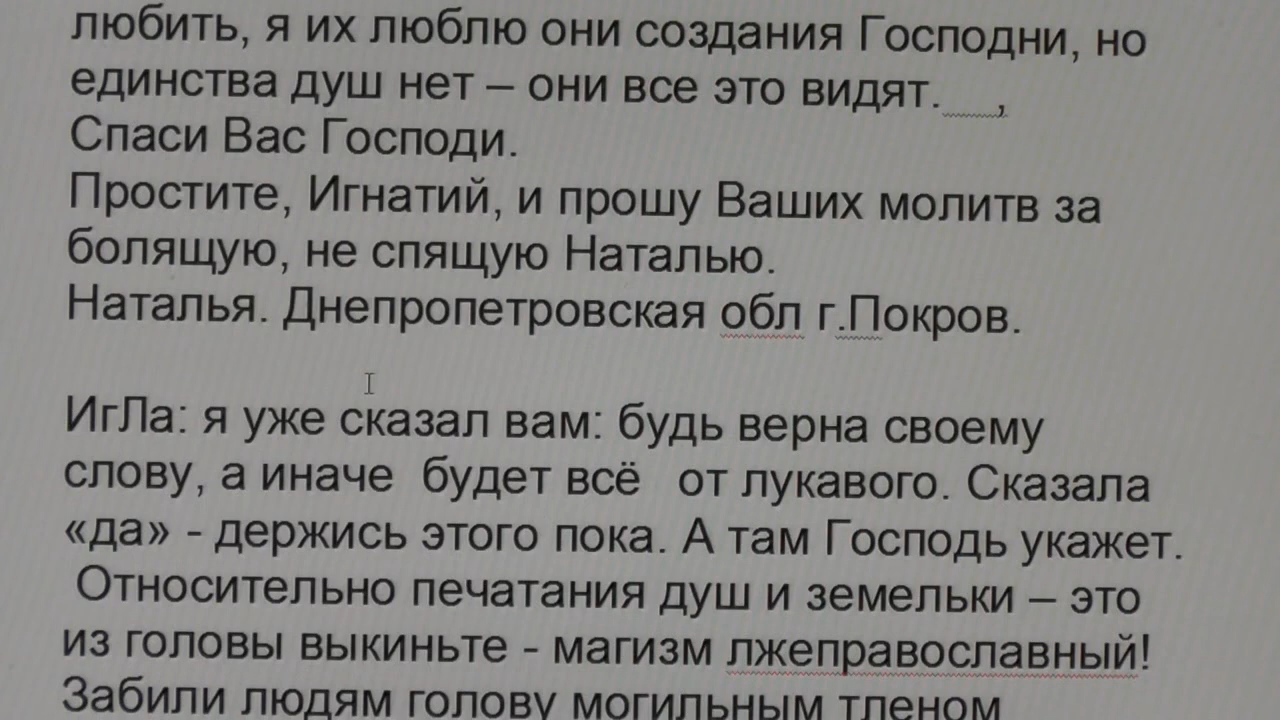 любить, я их люблю они создания Господни, но
единства душ нет – они все это видят.    ,
Спаси Вас Господи.
Простите, Игнатий, и прошу Ваших молитв за
болящую, не спящую Наталью.
Наталья. Днепропетровская обл г.Покров.
ИгЛа: я уже сказал вам: будь верна своему
слову, а иначе  будет всё   от лукавого. Сказала
«да» - держись этого пока. А там Господь укажет.
Относительно печатания душ и земельки – это
из головы выкиньте - магизм лжеправославный!
Забили людям голову могильным тленом